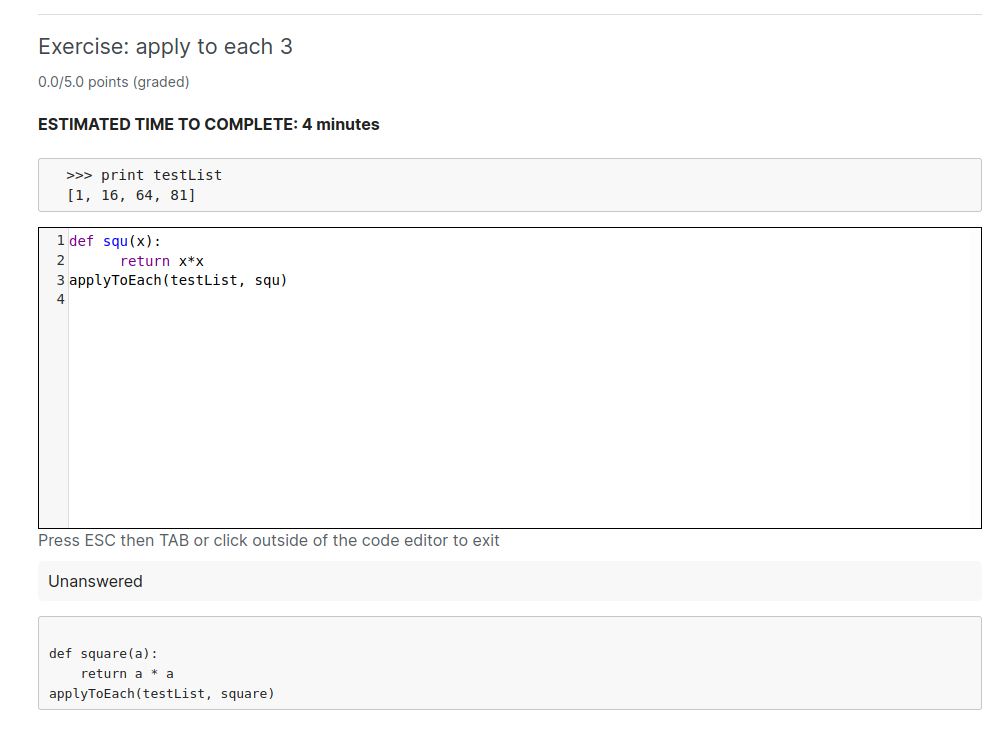 Exercise: apply to each 3
0.0/5.0 points (graded)
ESTIMATED TIME TO COMPLETE: 4 minutes
>>> print testList
[1, 16, 64, 81]
1 def squ(x):
2       return x*x
3 applyToEach(testList, squ)
4
Press ESC then TAB or click outside of the code editor to exit
Unanswered
def square(a):
    return a * a
applyToEach(testList, square)